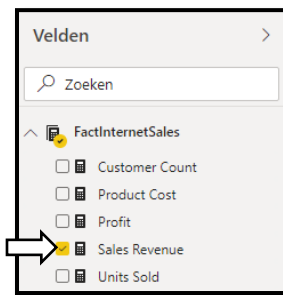 Velden
Zoeken
FactInternetSales
Customer Count
Product Cost
Profit
Sales Revenue
Units Sold